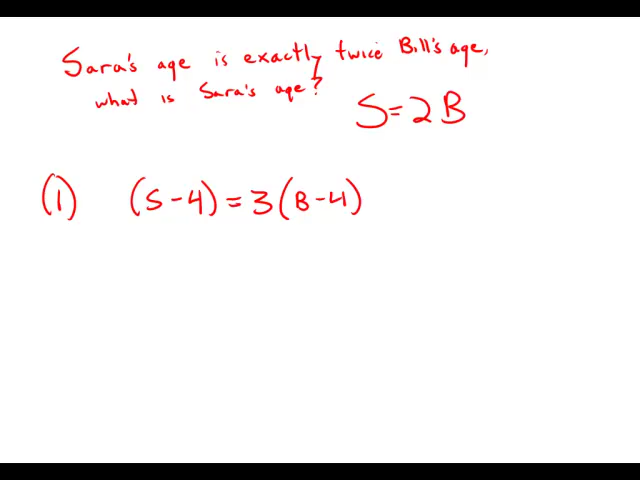 Sara's age is exactly twice Bill's age,
what is Sara's age?
S=2B
(1) (S-4)=3(B-4)